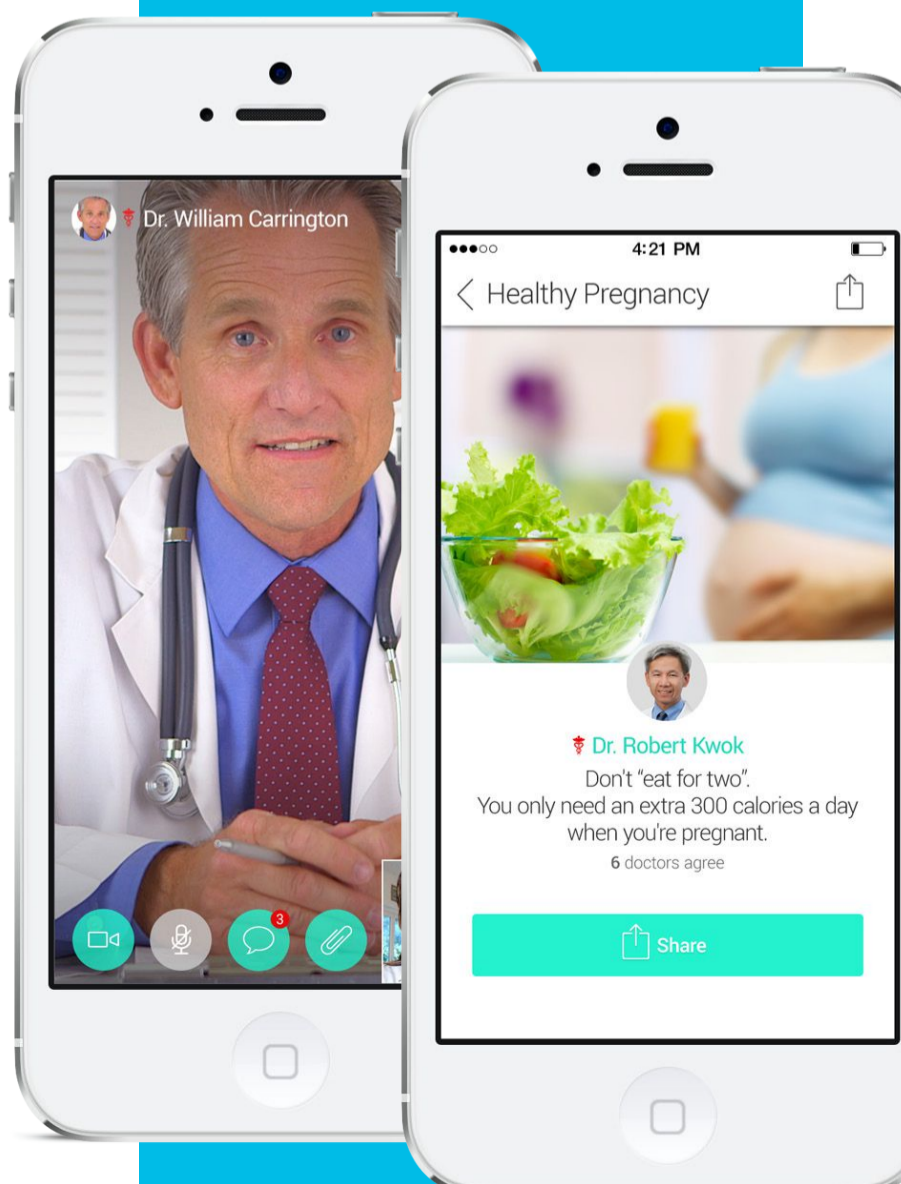 Dr. William Carrington
3
4:21 PM
Healthy Pregnancy
Dr. Robert Kwok
Don't "eat for two".
You only need an extra 300 calories a day
when you're pregnant.
6 doctors agree
Share